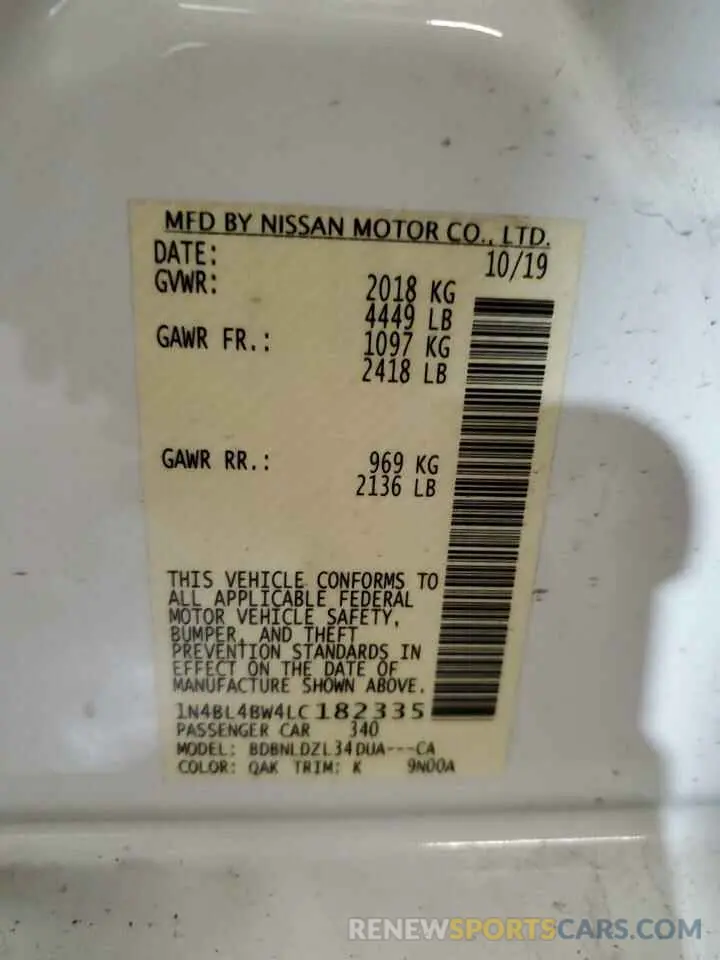 MFD BY NISSAN MOTOR CO., LTD.
DATE: 10/19
GVWR: 2018 KG
4449 LB
GAWR FR.: 1097 KG
2418 LB
GAWR RR.: 969 KG
2136 LB
THIS VEHICLE CONFORMS TO
ALL APPLICABLE FEDERAL
MOTOR VEHICLE SAFETY,
BUMPER, AND THEFT
PREVENTION STANDARDS IN
EFFECT ON THE DATE OF
MANUFACTURE SHOWN ABOVE.
1N4BL4BW4LC182335
PASSENGER CAR 340
MODEL: BDBNLDZL34DUA---CA
COLOR: QAK TRIM: K 9N00A
RENEWSPORTSCARS.COM